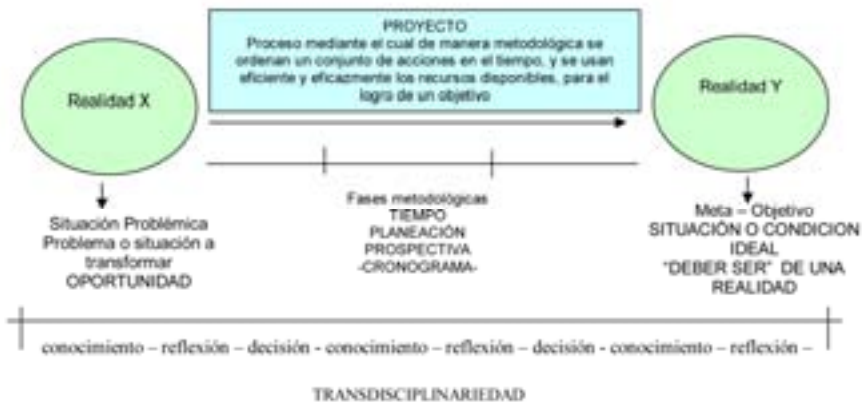 PROYECTO
Proceso mediante el cual de manera metodológica se
ordenan un conjunto de acciones en el tiempo, y se usan
eficiente y eficazmente los recursos disponibles, para el
logro de un objetivo
Realidad X
Realidad Y
Situación Problémica
Problema o situación a
transformar
OPORTUNIDAD
Fases metodológicas
TIEMPO
PLANEACIÓN
PROSPECTIVA
-CRONOGRAMA-
Meta – Objetivo
SITUACIÓN O CONDICION
IDEAL
"DEBER SER" DE UNA
REALIDAD
conocimiento – reflexión – decisión - conocimiento – reflexión – decisión - conocimiento – reflexión –
TRANSDISCIPLINARIEDAD